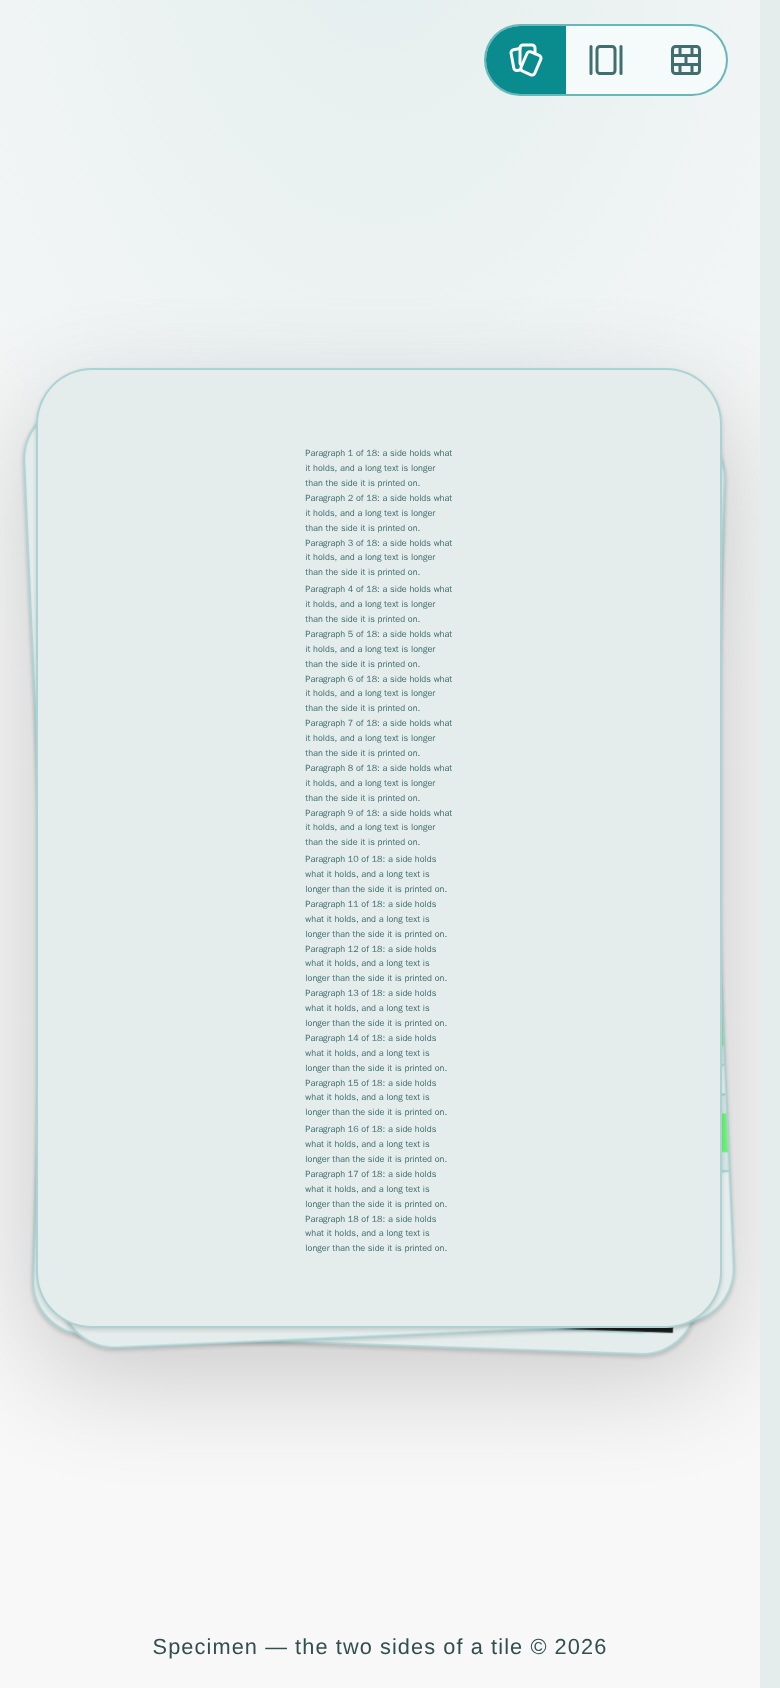 Paragraph 1 of 18: a side holds what
it holds, and a long text is longer
than the side it is printed on.
Paragraph 2 of 18: a side holds what
it holds, and a long text is longer
than the side it is printed on.
Paragraph 3 of 18: a side holds what
it holds, and a long text is longer
than the side it is printed on.
Paragraph 4 of 18: a side holds what
it holds, and a long text is longer
than the side it is printed on.
Paragraph 5 of 18: a side holds what
it holds, and a long text is longer
than the side it is printed on.
Paragraph 6 of 18: a side holds what
it holds, and a long text is longer
than the side it is printed on.
Paragraph 7 of 18: a side holds what
it holds, and a long text is longer
than the side it is printed on.
Paragraph 8 of 18: a side holds what
it holds, and a long text is longer
than the side it is printed on.
Paragraph 9 of 18: a side holds what
it holds, and a long text is longer
than the side it is printed on.
Paragraph 10 of 18: a side holds
what it holds, and a long text is
longer than the side it is printed on.
Paragraph 11 of 18: a side holds
what it holds, and a long text is
longer than the side it is printed on.
Paragraph 12 of 18: a side holds
what it holds, and a long text is
longer than the side it is printed on.
Paragraph 13 of 18: a side holds
what it holds, and a long text is
longer than the side it is printed on.
Paragraph 14 of 18: a side holds
what it holds, and a long text is
longer than the side it is printed on.
Paragraph 15 of 18: a side holds
what it holds, and a long text is
longer than the side it is printed on.
Paragraph 16 of 18: a side holds
what it holds, and a long text is
longer than the side it is printed on.
Paragraph 17 of 18: a side holds
what it holds, and a long text is
longer than the side it is printed on.
Paragraph 18 of 18: a side holds
what it holds, and a long text is
longer than the side it is printed on.
Specimen — the two sides of a tile © 2026